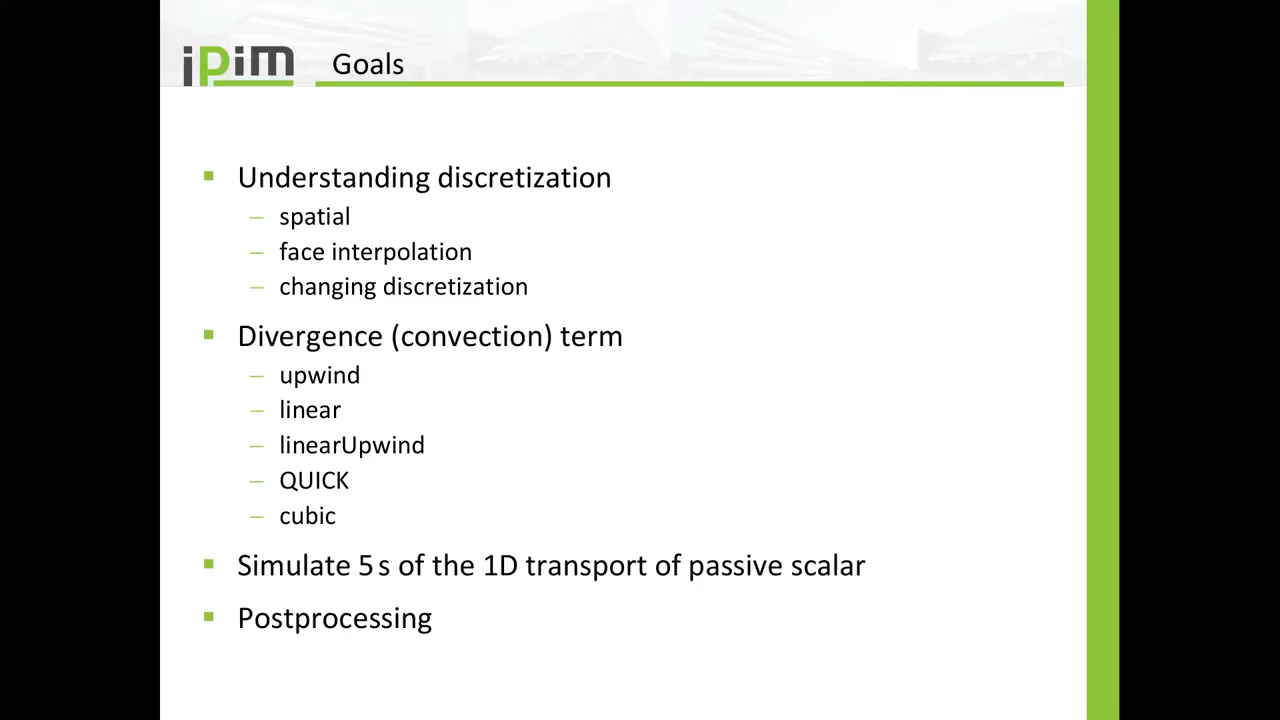 ipim
Goals
Understanding discretization
– spatial
– face interpolation
– changing discretization
Divergence (convection) term
– upwind
– linear
– linearUpwind
– QUICK
– cubic
Simulate 5 s of the 1D transport of passive scalar
Postprocessing